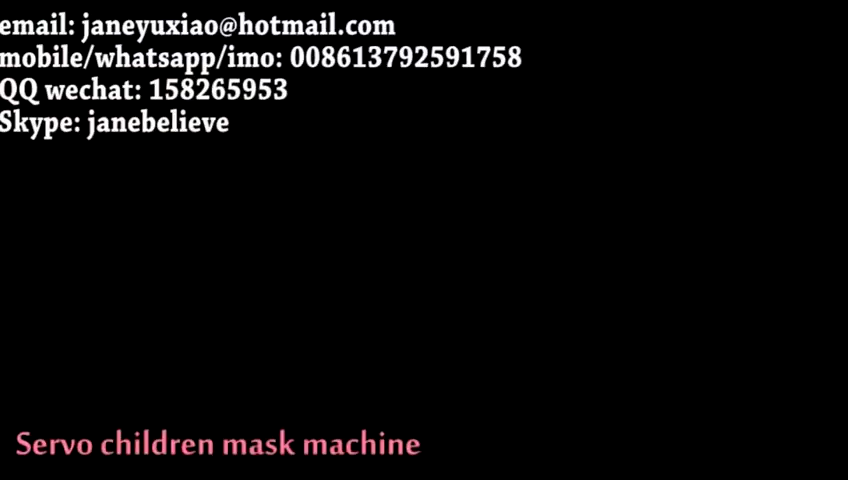 email: janeyuxiao@hotmail.com
mobile/whatsapp/imo: 008613792591758
QQ wechat: 158265953
Skype: janebelieve
Servo children mask machine